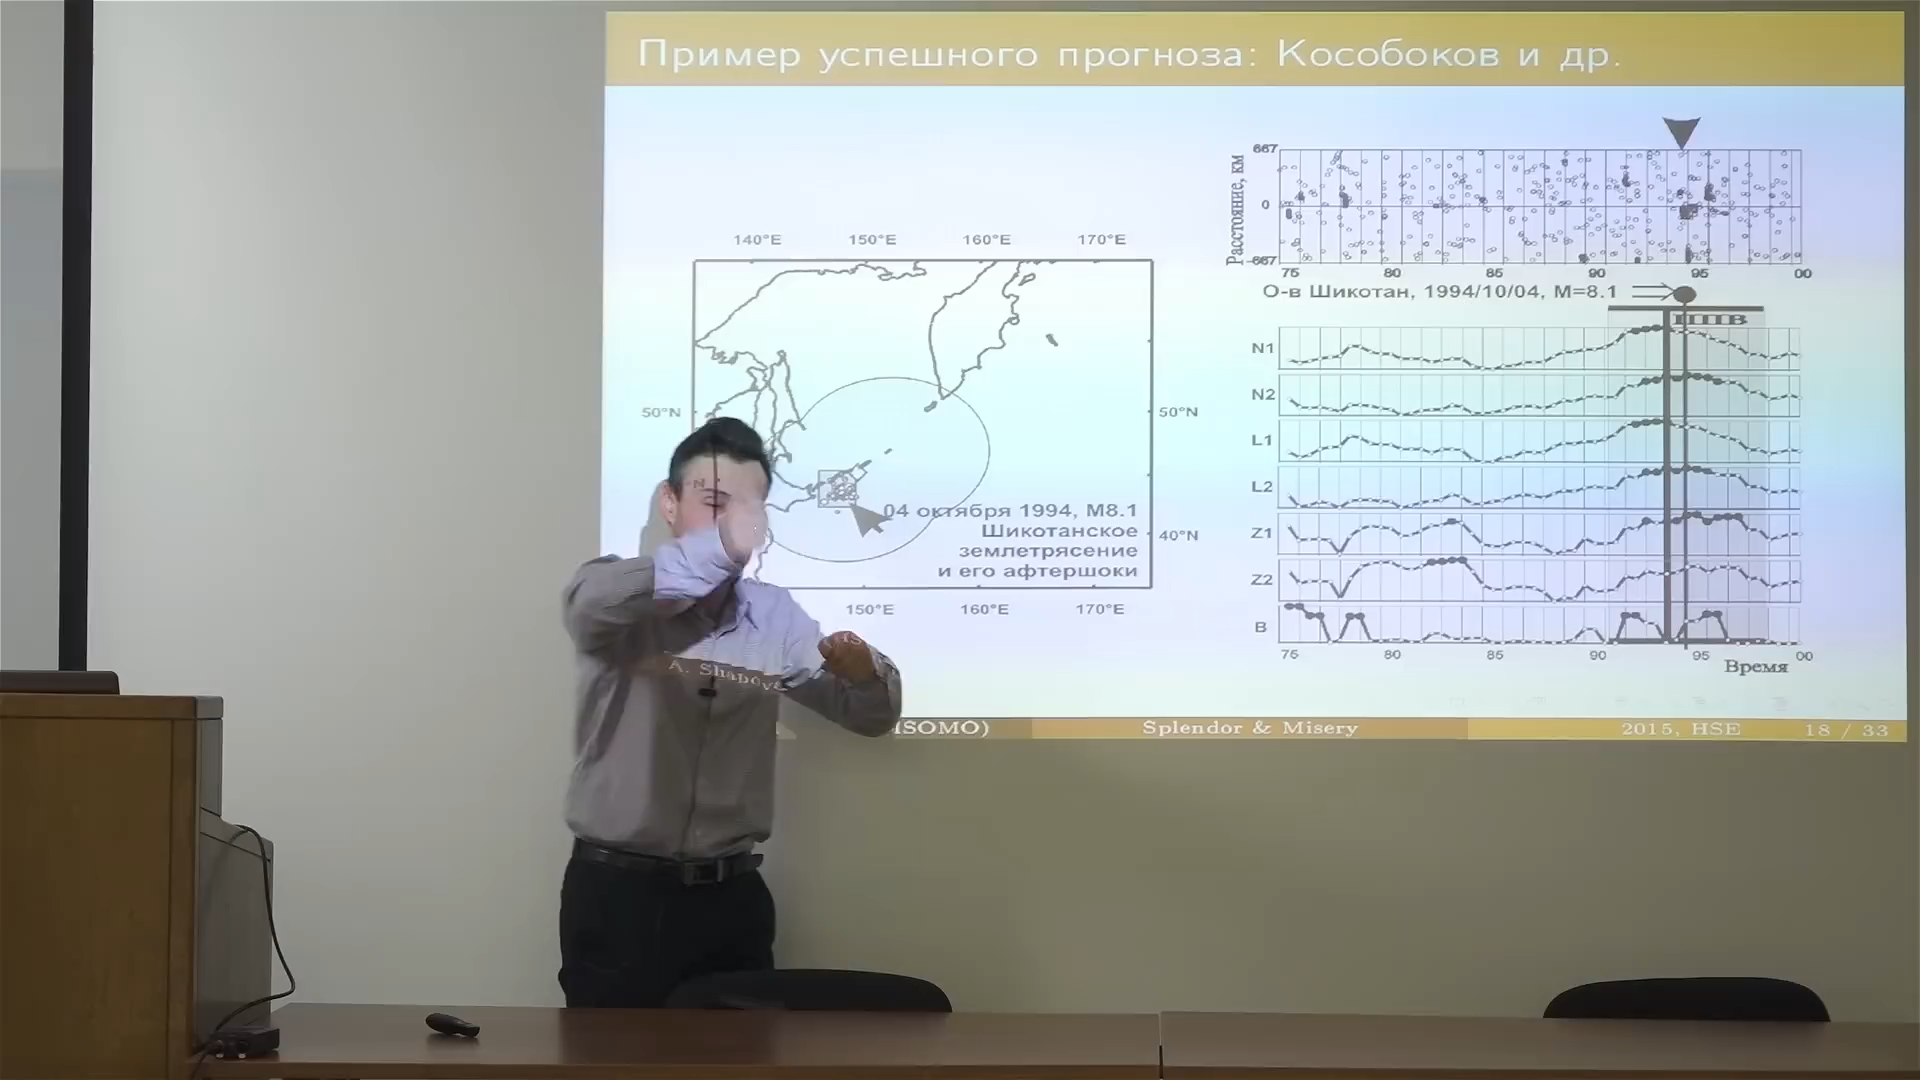 Пример успешного прогноза: Кособоков и др.
140°E 150°E 160°E 170°E
50°N 50°N
04 октября 1994, М8.1
Шикотанское
землетрясение
и его афтершоки
40°N
150°E 160°E 170°E
Расстояние, км
667
0
-667
75 80 85 90 95 00
О-в Шикотан, 1994/10/04, М=8.1
N1
N2
L1
L2
Z1
Z2
B
75 80 85 90 95 00
Время
A. Shapova
ISOMO)
Splendor & Misery
2015, HSE
18 / 33